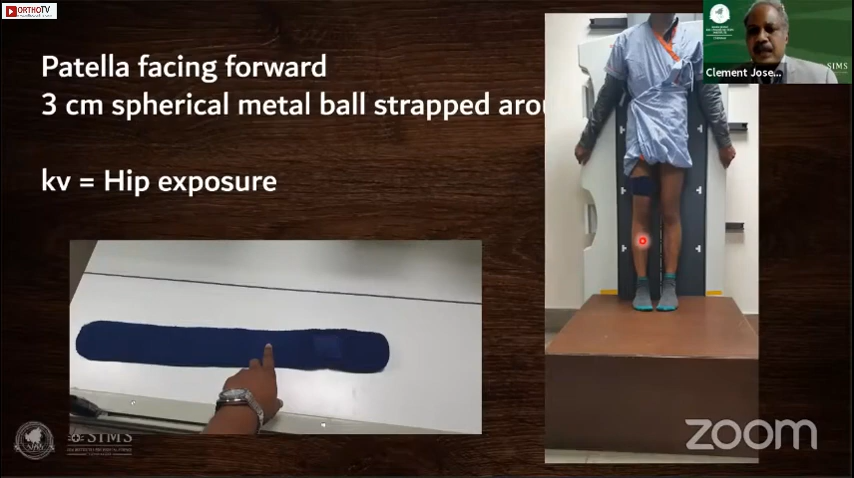 ORTHOTV
Patella facing forward
3 cm spherical metal ball strapped arou
kv = Hip exposure
Clement Jose...
SIMS
SIMS
zoom